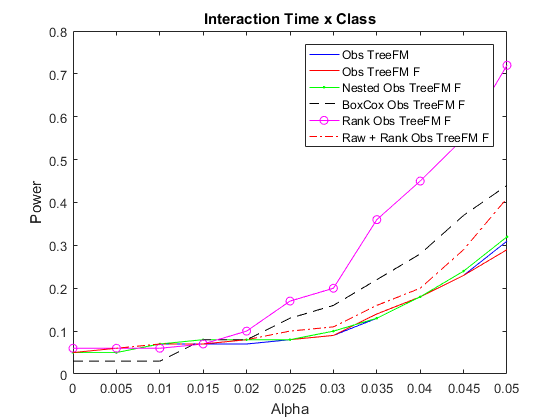 Interaction Time x Class
0.8
0.7
0.6
0.5
0.4
0.3
0.2
0.1
0
Power
Obs TreeFM
Obs TreeFM F
Nested Obs TreeFM F
BoxCox Obs TreeFM F
Rank Obs TreeFM F
Raw + Rank Obs TreeFM F
0 0.005 0.01 0.015 0.02 0.025 0.03 0.035 0.04 0.045 0.05
Alpha